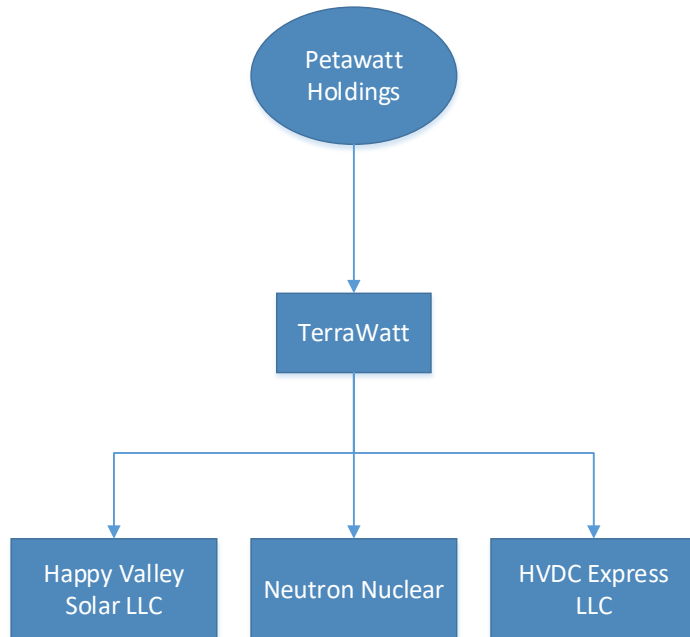 Petawatt
Holdings
TerraWatt
Happy Valley
Solar LLC
Neutron Nuclear
HVDC Express
LLC